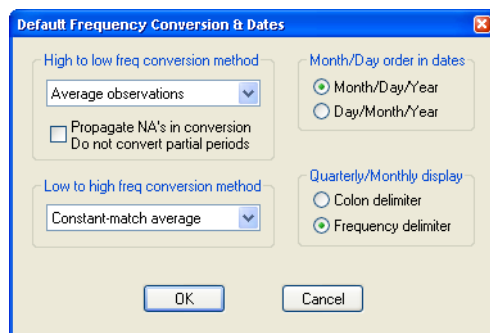 Default Frequency Conversion & Dates
High to low freq conversion method
Average observations
Propagate NA's in conversion
Do not convert partial periods
Low to high freq conversion method
Constant-match average
Month/Day order in dates
Month/Day/Year
Day/Month/Year
Quarterly/Monthly display
Colon delimiter
Frequency delimiter
OK
Cancel